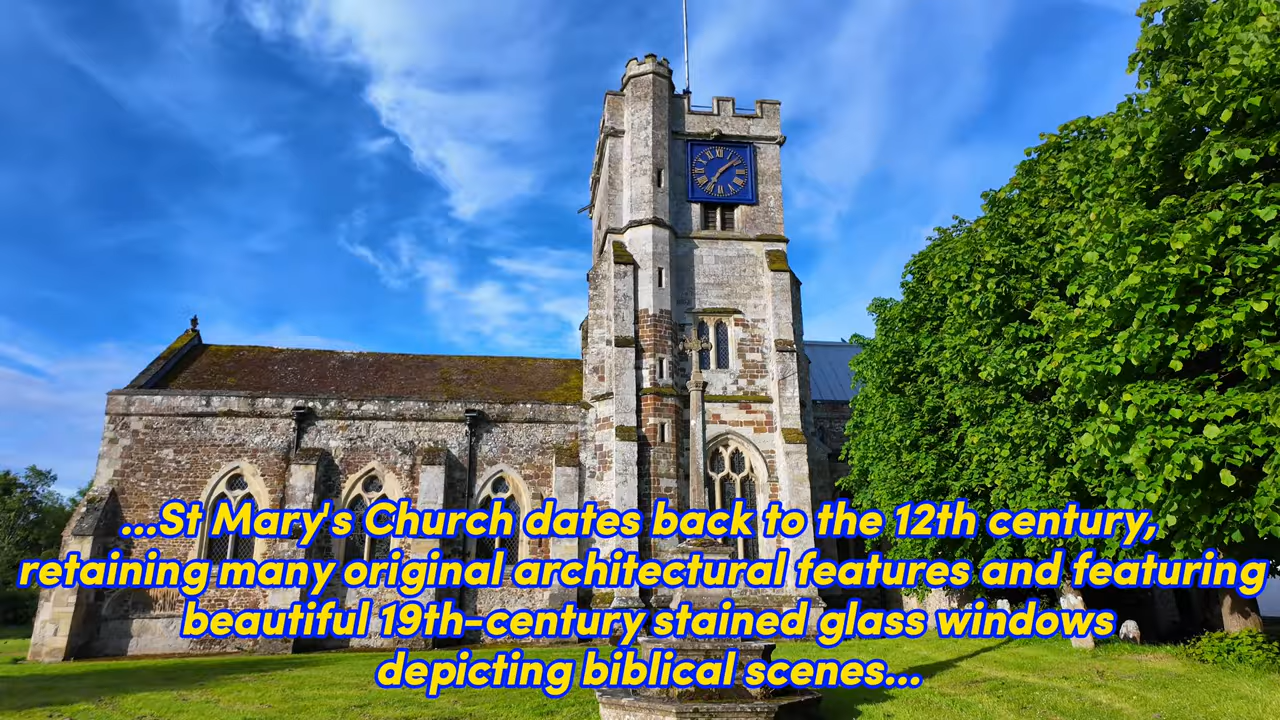 ...St Mary's Church dates back to the 12th century,
retaining many original architectural features and featuring
beautiful 19th-century stained glass windows
depicting biblical scenes...